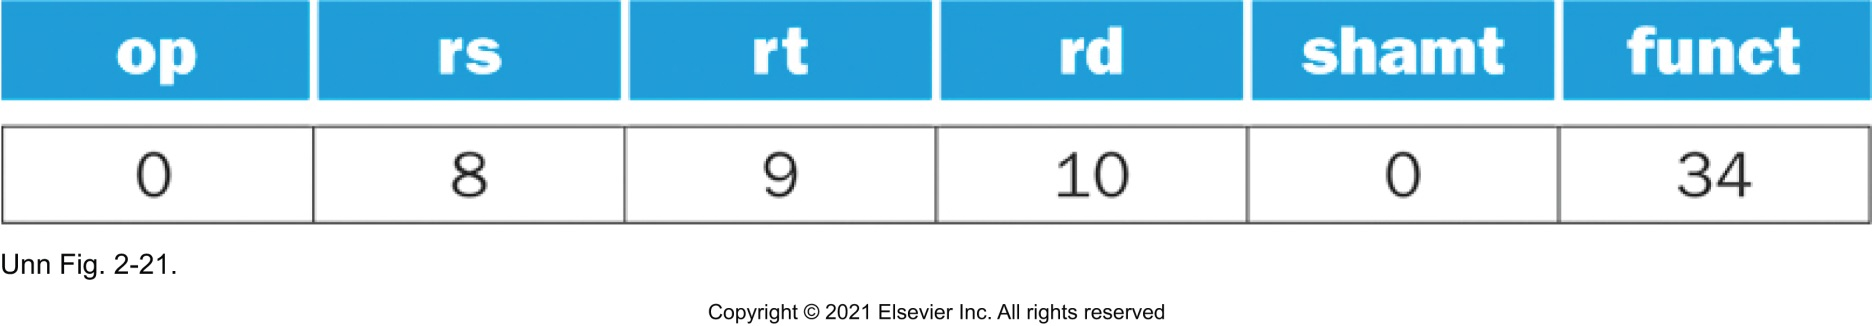 op rs rt rd shamt funct
0 8 9 10 0 34
Unn Fig. 2-21.
Copyright © 2021 Elsevier Inc. All rights reserved